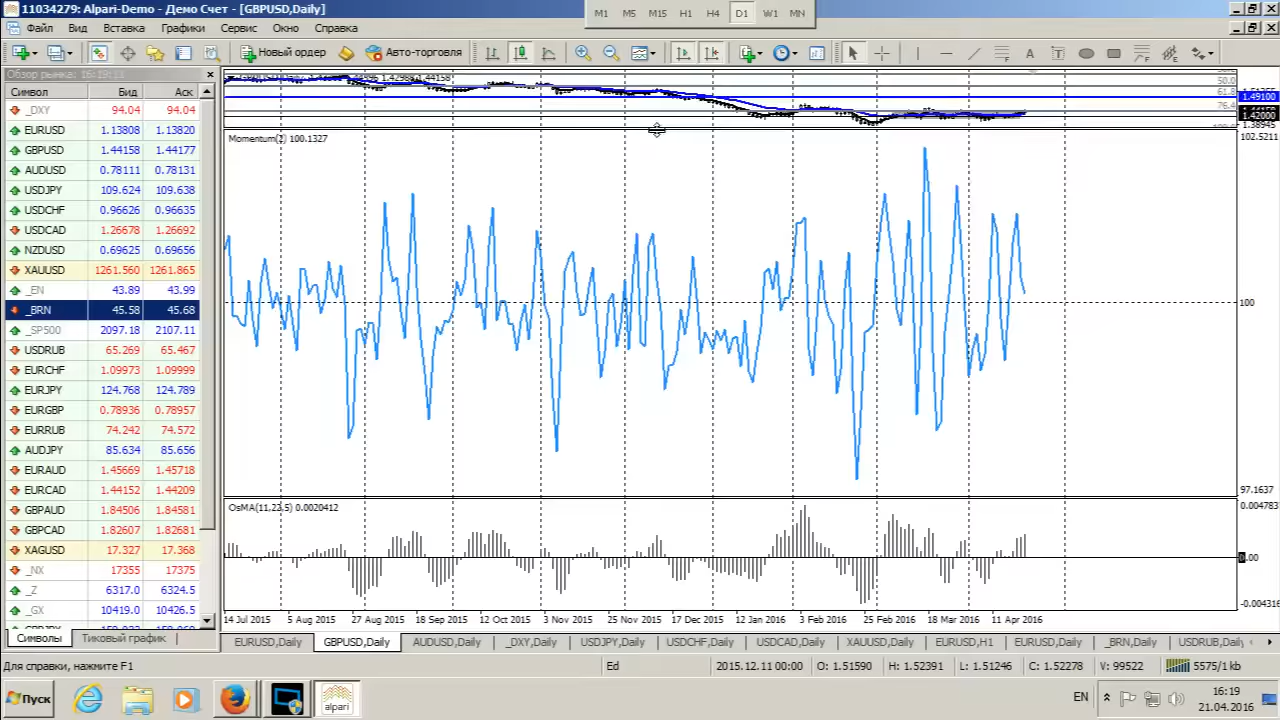 11034279: Alpari-Demo - Демо Счет - [GBPUSD,Daily]
M1 M5 M15 H1 H4 D1 W1 MN
Файл Вид Вставка Графики Сервис Окно Справка
Новый ордер Авто-торговля
Обзор рынка: 16:19:13
Символ Бид Аск
_DXY 94.04 94.04
EURUSD 1.13808 1.13820
GBPUSD 1.44158 1.44177
AUDUSD 0.78111 0.78131
USDJPY 109.624 109.638
USDCHF 0.96626 0.96635
USDCAD 1.26678 1.26692
NZDUSD 0.69625 0.69656
XAUUSD 1261.560 1261.865
_EN 43.89 43.99
_BRN 45.58 45.68
_SP500 2097.18 2107.11
USDRUB 65.269 65.467
EURCHF 1.09973 1.09999
EURJPY 124.768 124.789
EURGBP 0.78936 0.78957
EURRUB 74.242 74.572
AUDJPY 85.634 85.656
EURAUD 1.45669 1.45718
EURCAD 1.44152 1.44209
GBPAUD 1.84506 1.84581
GBPCAD 1.82607 1.82583
XAGUSD 17.327 17.368
_NX 17355 17375
_Z 6317.0 6324.5
_GX 10419.0 10426.5
Символы Тиковый график
1.42988 1.44158
50.0
61.8
1.49100
76.4
1.42000
1.38945
Momentum(2) 100.1327
102.5211
100
97.1637
OsMA(11,22,5) 0.0020412
0.004783
0.00
-0.004316
14 Jul 2015 5 Aug 2015 27 Aug 2015 18 Sep 2015 12 Oct 2015 3 Nov 2015 25 Nov 2015 17 Dec 2015 12 Jan 2016 3 Feb 2016 25 Feb 2016 18 Mar 2016 11 Apr 2016
EURUSD,Daily GBPUSD,Daily AUDUSD,Daily _DXY,Daily USDJPY,Daily USDCHF,Daily USDCAD,Daily XAUUSD,Daily EURUSD,H1 EURUSD,Daily _BRN,Daily USDRUB,Daily
Для справки, нажмите F1 Ed 2015.12.11 00:00 O: 1.51590 H: 1.52391 L: 1.51246 C: 1.52278 V: 99522 5575/1 kb
Пуск alpari EN 16:19
21.04.2016